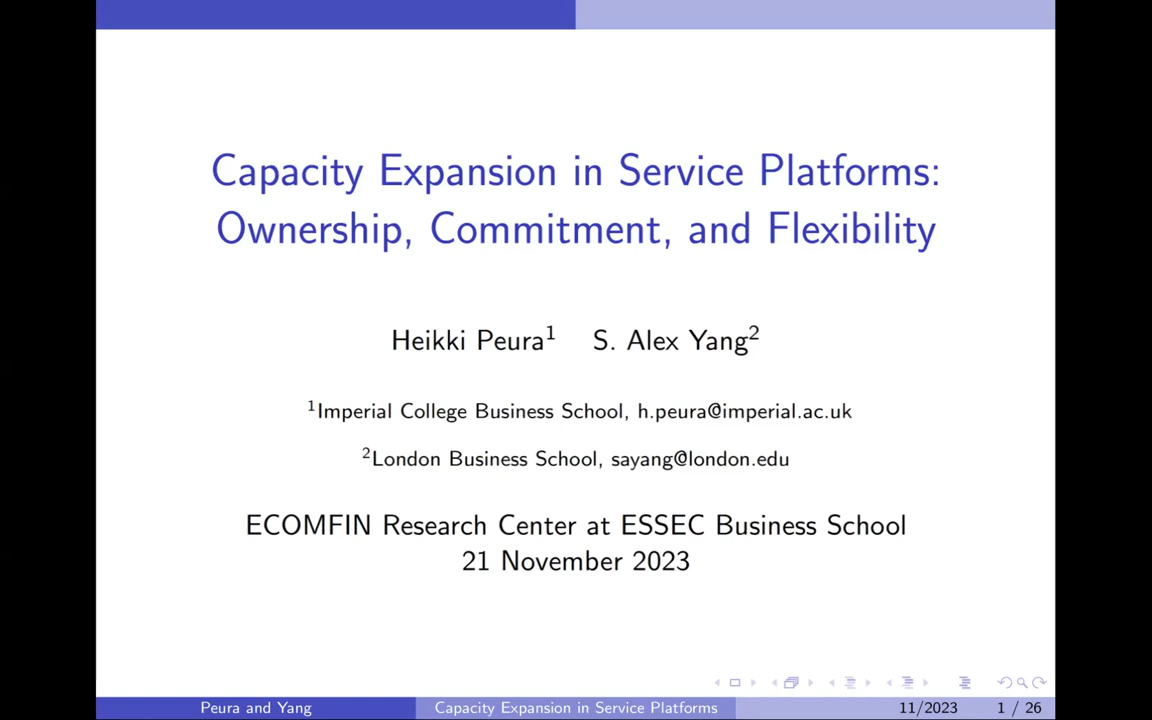 Capacity Expansion in Service Platforms:
Ownership, Commitment, and Flexibility
Heikki Peura¹ S. Alex Yang²
¹Imperial College Business School, h.peura@imperial.ac.uk
²London Business School, sayang@london.edu
ECOMFIN Research Center at ESSEC Business School
21 November 2023
Peura and Yang Capacity Expansion in Service Platforms 11/2023 1 / 26